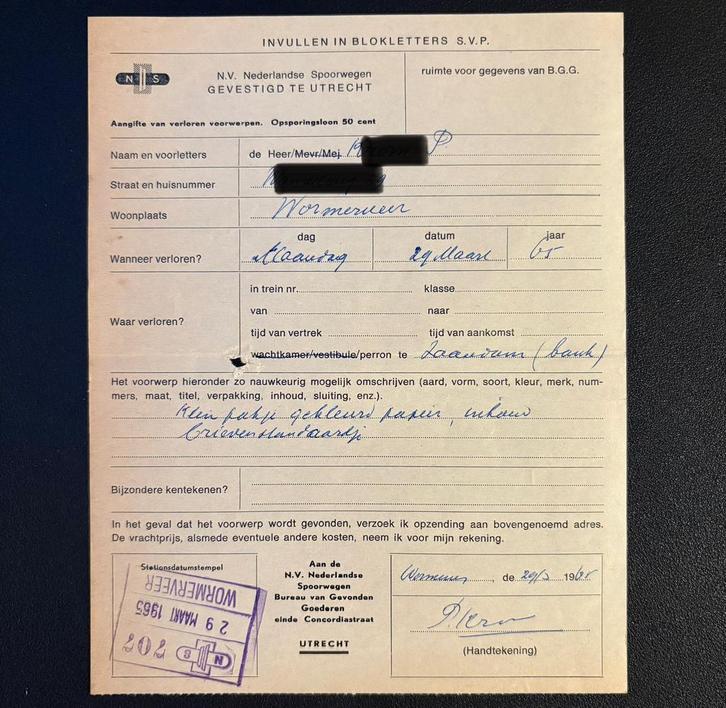 INVULLEN IN BLOKLETTERS S.V.P.
N S
N.V. Nederlandse Spoorwegen
GEVESTIGD TE UTRECHT
ruimte voor gegevens van B.G.G.
Aangifte van verloren voorwerpen. Opsporingsloon 50 cent
Naam en voorletters de Heer/Mevr/Mej. P
Straat en huisnummer
Woonplaats Wormerveer
dag datum jaar
Wanneer verloren? Maandag 29 Maart 65
in trein nr. klasse
van naar
Waar verloren?
tijd van vertrek tijd van aankomst
wachtkamer/vestibule/perron te Zaandam (bank)
Het voorwerp hieronder zo nauwkeurig mogelijk omschrijven (aard, vorm, soort, kleur, merk, num-
mers, maat, titel, verpakking, inhoud, sluiting, enz.).
Klein pakje gekleurd papier, inhoud
brievenstandaardje
Bijzondere kentekenen?
In het geval dat het voorwerp wordt gevonden, verzoek ik opzending aan bovengenoemd adres.
De vrachtprijs, alsmede eventuele andere kosten, neem ik voor mijn rekening.
Stationsdatumstempel
WORMERVEER
29 MAART 1965
707
N S
Aan de
N.V. Nederlandse
Spoorwegen
Bureau van Gevonden
Goederen
einde Concordiastraat
UTRECHT
Wormerveer, de 29/3 1965
(Handtekening)